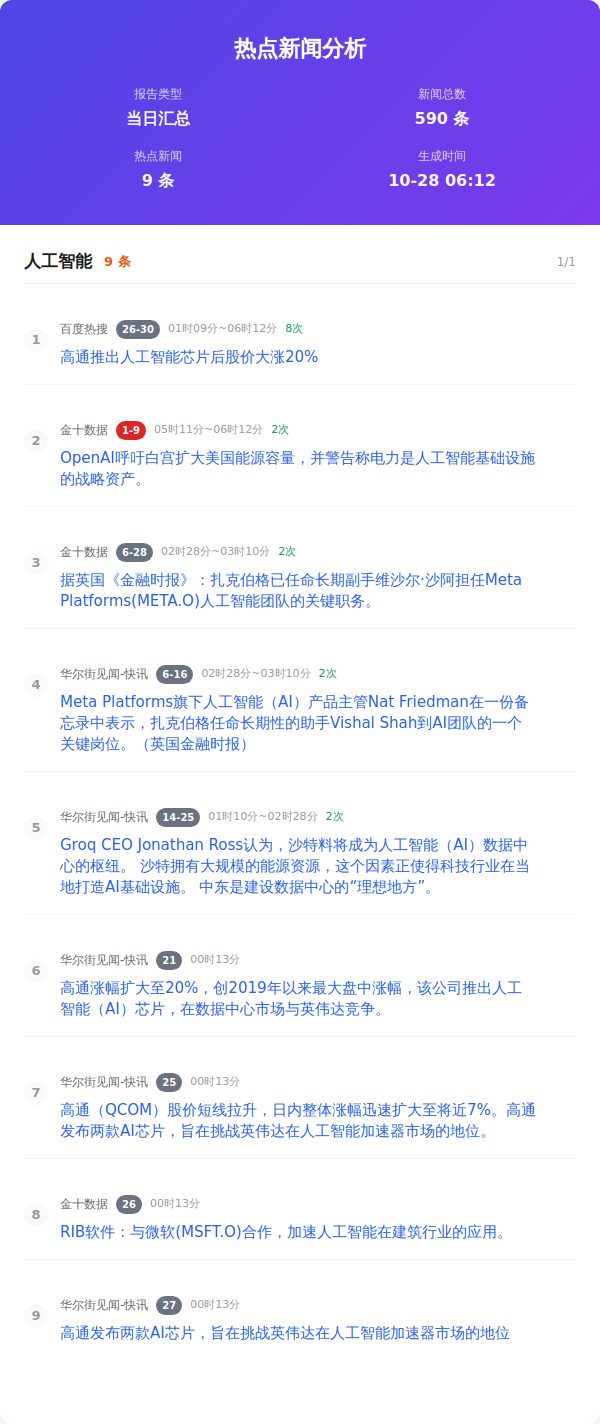 热点新闻分析
报告类型
新闻总数
当日汇总
590 条
热点新闻
生成时间
9 条
10-28 06:12
人工智能 9 条 1/1
1 百度热搜 26-30 01时09分~06时12分 8次
高通推出人工智能芯片后股价大涨20%
2 金十数据 1-9 05时11分~06时12分 2次
OpenAI呼吁白宫扩大美国能源容量，并警告称电力是人工智能基础设施
的战略资产。
3 金十数据 6-28 02时28分~03时10分 2次
据英国《金融时报》：扎克伯格已任命长期副手维沙尔·沙阿担任Meta
Platforms(META.O)人工智能团队的关键职务。
4 华尔街见闻-快讯 6-16 02时28分~03时10分 2次
Meta Platforms旗下人工智能（AI）产品主管Nat Friedman在一份备
忘录中表示，扎克伯格任命长期性的助手Vishal Shah到AI团队的一个
关键岗位。（英国金融时报）
5 华尔街见闻-快讯 14-25 01时10分~02时28分 2次
Groq CEO Jonathan Ross认为，沙特料将成为人工智能（AI）数据中
心的枢纽。 沙特拥有大规模的能源资源，这个因素正使得科技行业在当
地打造AI基础设施。 中东是建设数据中心的“理想地方”。
6 华尔街见闻-快讯 21 00时13分
高通涨幅扩大至20%，创2019年以来最大盘中涨幅，该公司推出人工
智能（AI）芯片，在数据中心市场与英伟达竞争。
7 华尔街见闻-快讯 25 00时13分
高通（QCOM）股价短线拉升，日内整体涨幅迅速扩大至将近7%。高通
发布两款AI芯片，旨在挑战英伟达在人工智能加速器市场的地位。
8 金十数据 26 00时13分
RIB软件：与微软(MSFT.O)合作，加速人工智能在建筑行业的应用。
9 华尔街见闻-快讯 27 00时13分
高通发布两款AI芯片，旨在挑战英伟达在人工智能加速器市场的地位